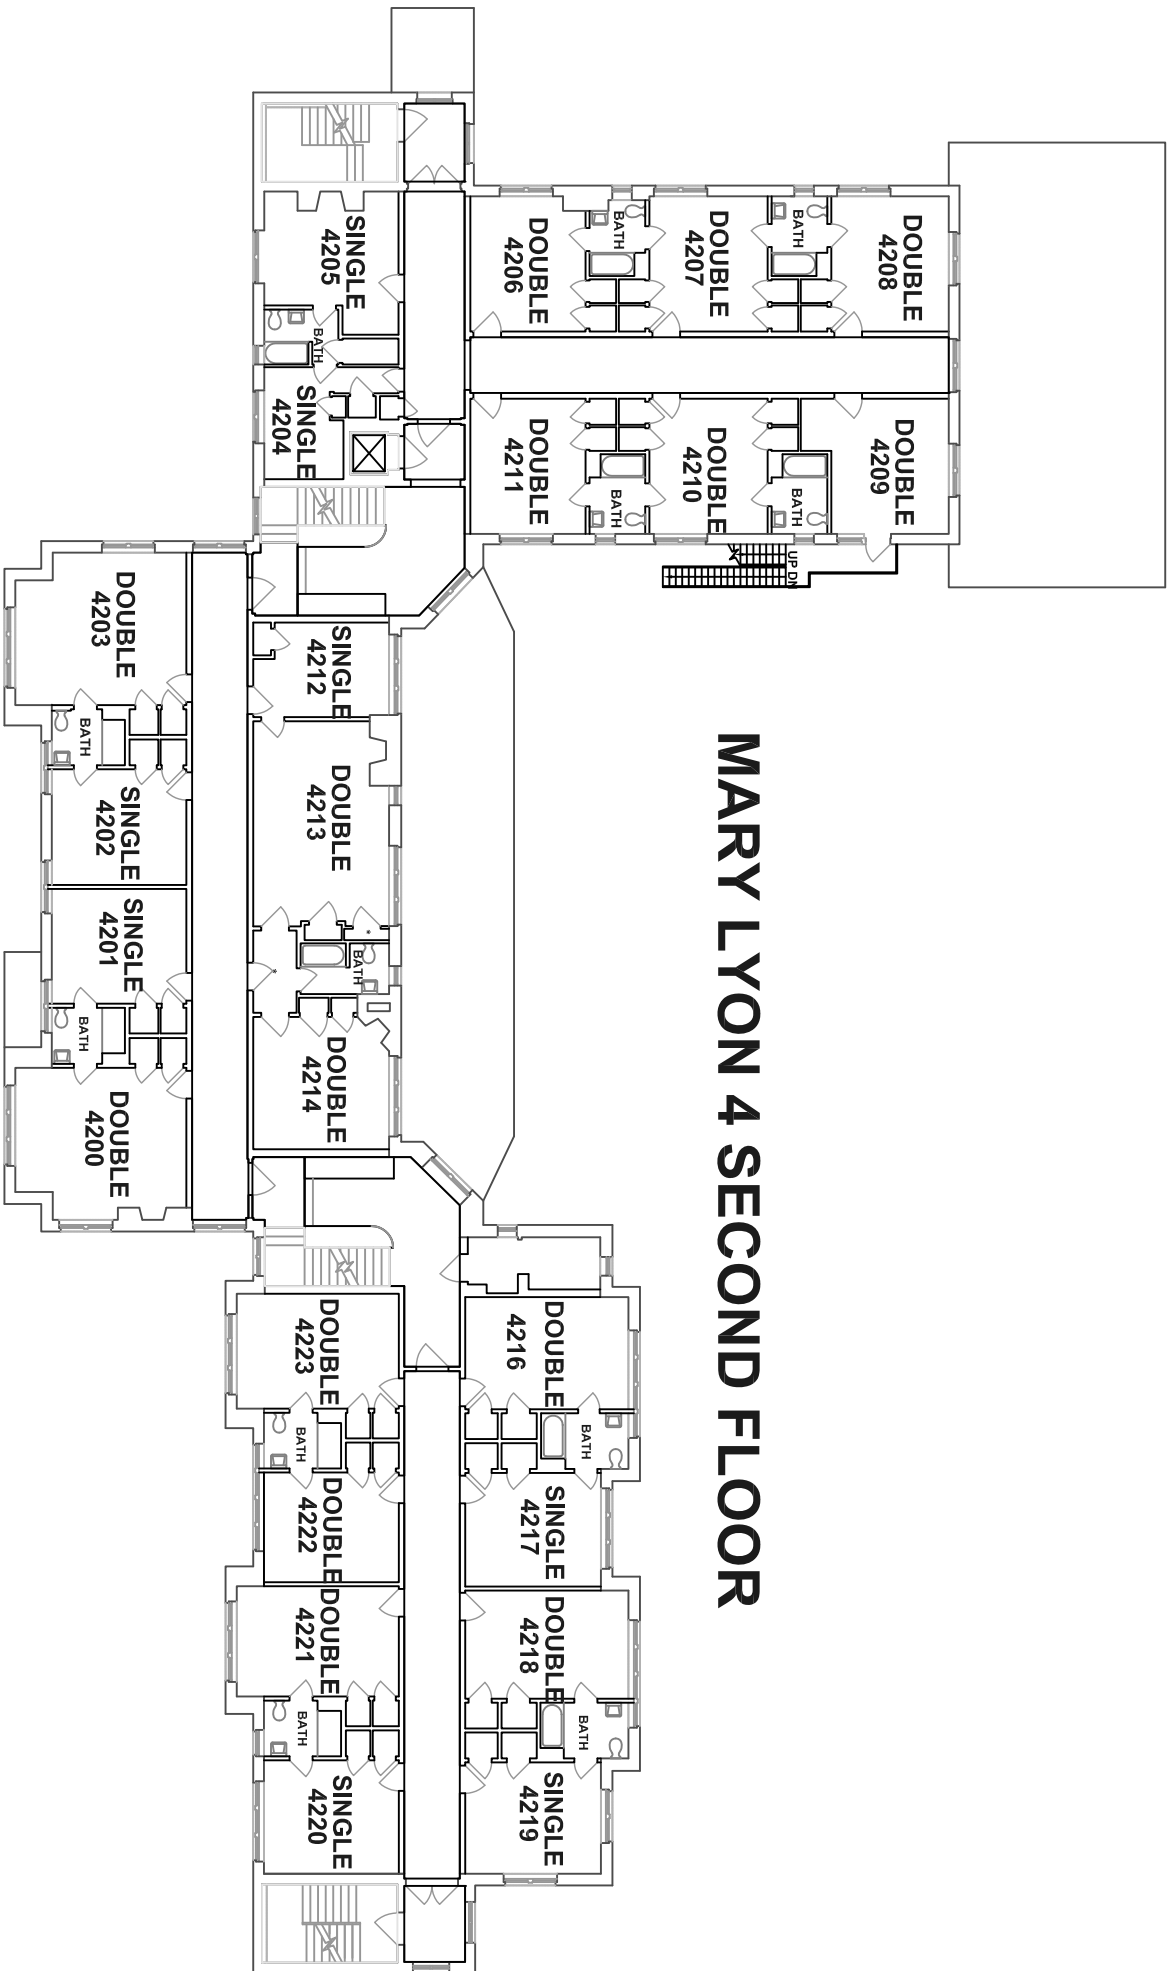 MARY LYON 4 SECOND FLOOR
DOUBLE
4208
BATH
DOUBLE
4207
BATH
DOUBLE
4206
SINGLE
4205
BATH
SINGLE
4204
DOUBLE
4209
BATH
DOUBLE
4210
BATH
DOUBLE
4211
UP DN
SINGLE
4212
DOUBLE
4203
BATH
SINGLE
4202
DOUBLE
4213
SINGLE
4201
BATH
BATH
DOUBLE
4214
DOUBLE
4200
DOUBLE
4216
BATH
SINGLE
4217
DOUBLE
4218
BATH
SINGLE
4219
DOUBLE
4223
BATH
DOUBLE
4222
DOUBLE
4221
BATH
SINGLE
4220